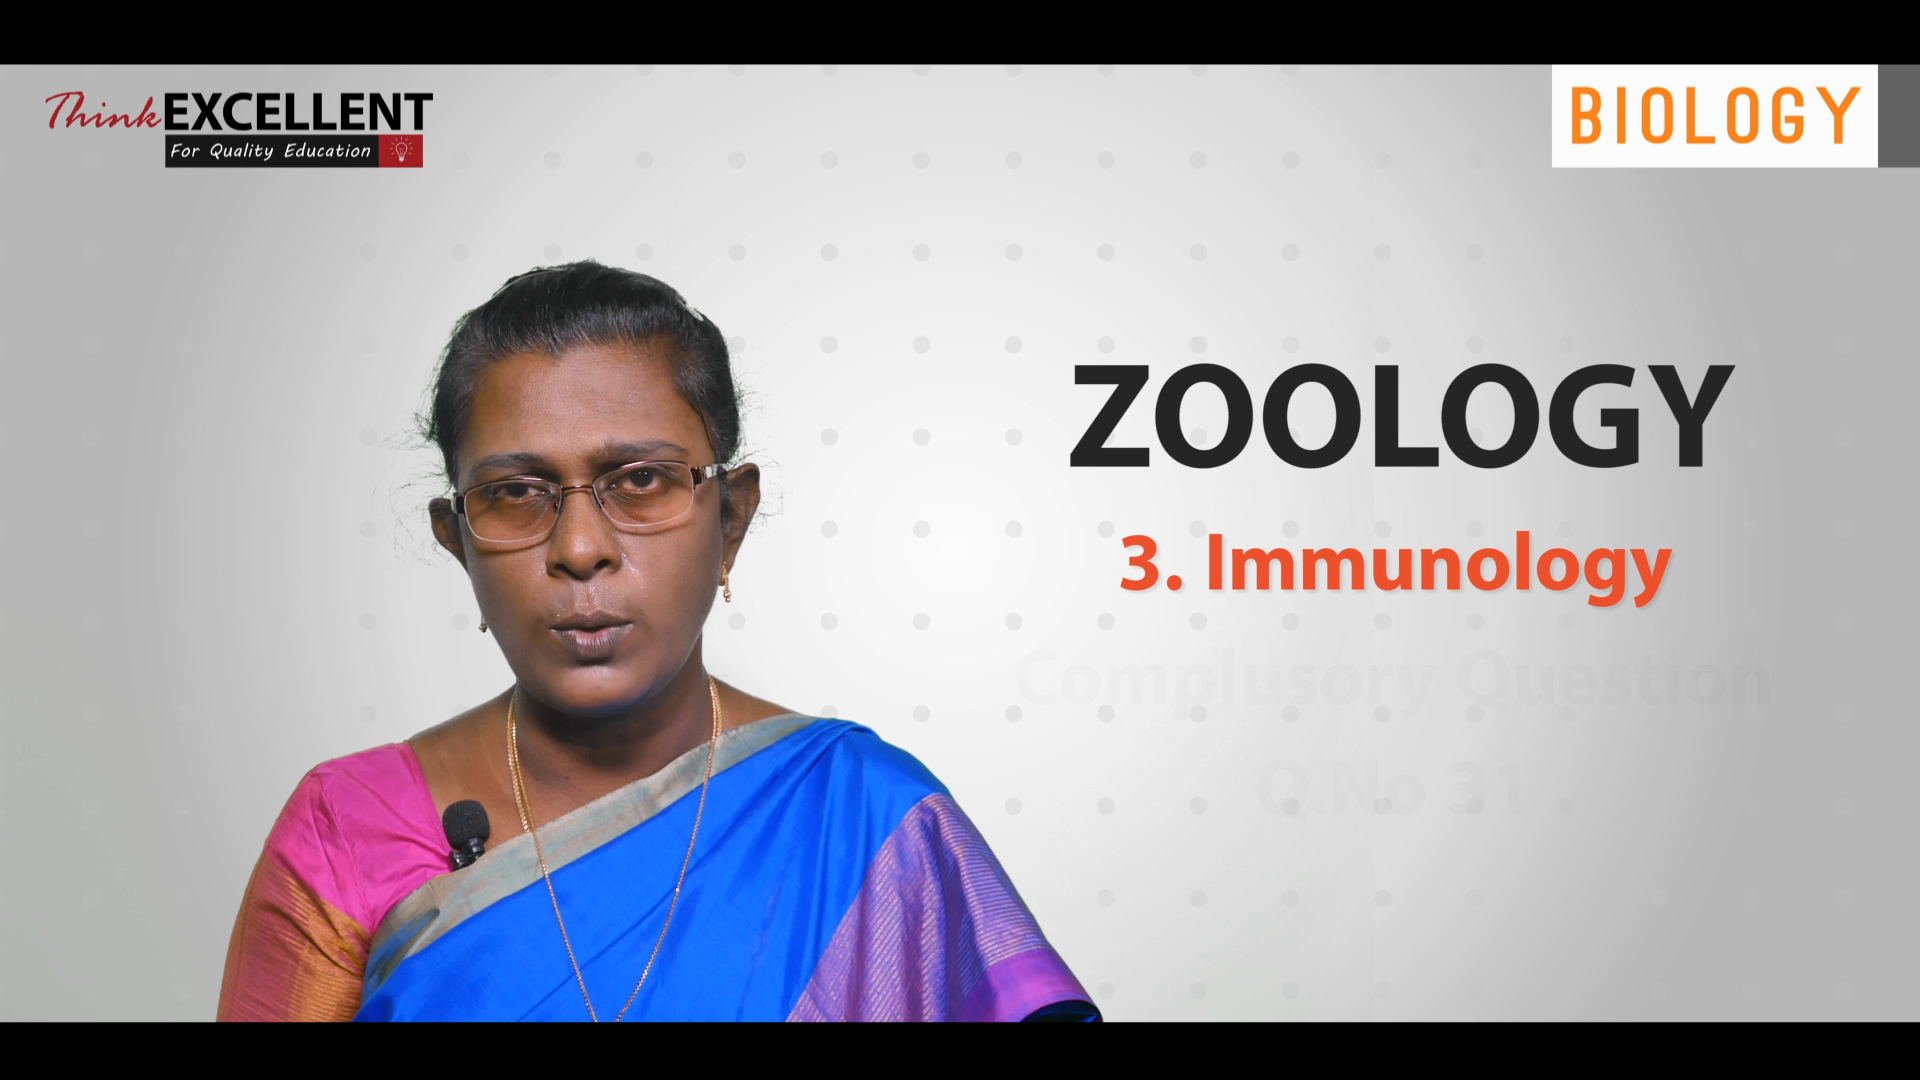 Think EXCELLENT
For Quality Education
BIOLOGY
ZOOLOGY
3. Immunology
Complusory Question
Q.No 31